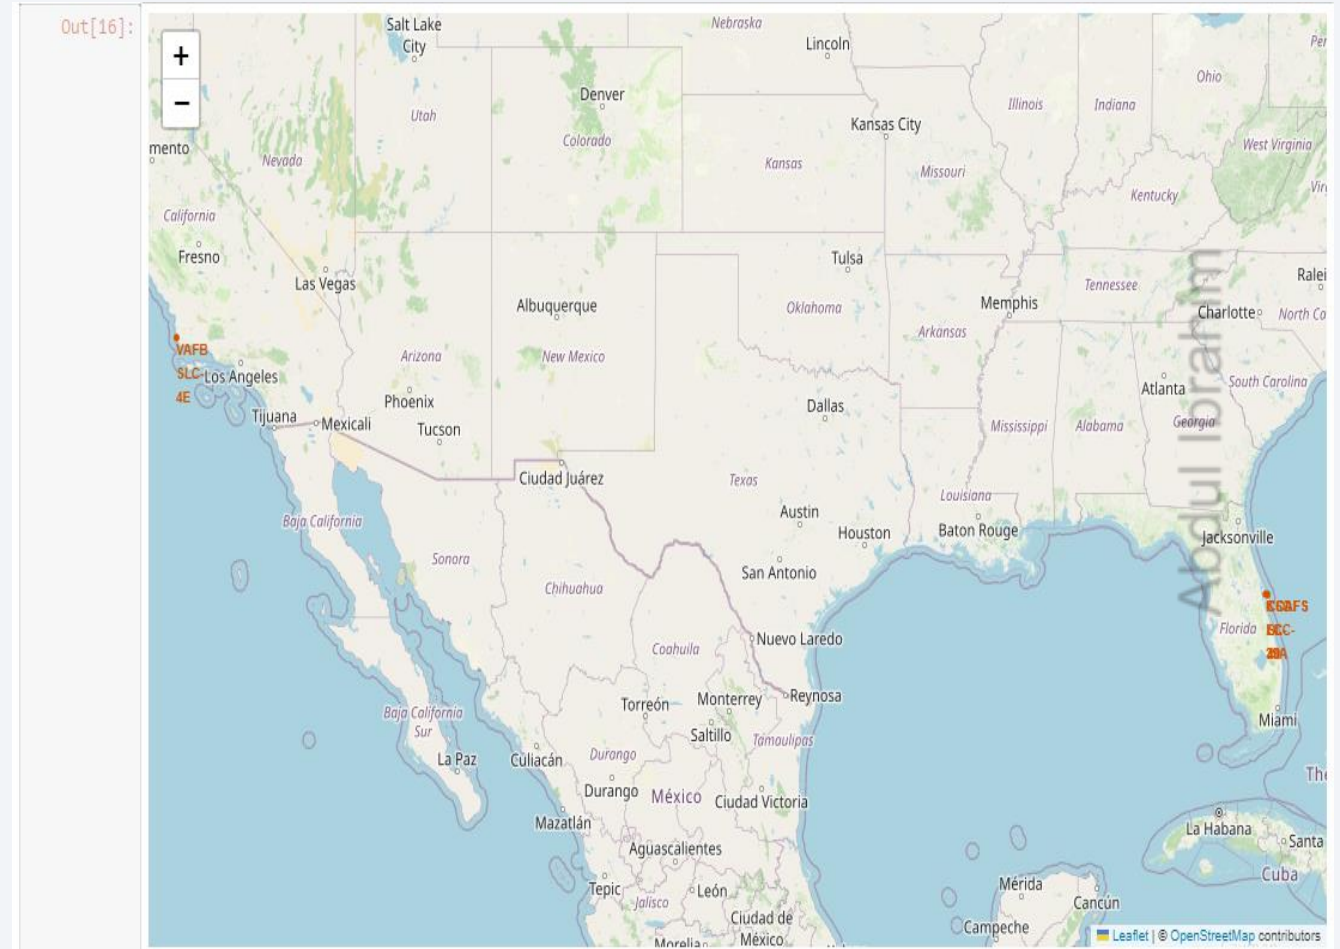 Out[16]:
+
−
Salt Lake
City
Nebraska
Lincoln
Denver
Utah
Colorado
Ohio
Illinois
Indiana
Kansas City
Kansas
Missouri
West Virginia
mento
Nevada
Kentucky
California
Fresno
Las Vegas
Tulsa
Albuquerque
Oklahoma
Memphis
Tennessee
Charlotte
North Ca
Ralei
Arkansas
VAFB
SLC-
4E
Los Angeles
Arizona
New Mexico
Phoenix
Tucson
Dallas
Atlanta
South Carolina
Georgia
Mississippi
Alabama
Tijuana
Mexicali
Ciudad Juárez
Texas
Louisiana
Austin
Houston
Baton Rouge
Jacksonville
Abdul Ibrahim
Baja California
Sonora
Chihuahua
San Antonio
Florida
Coahuila
Nuevo Laredo
Reynosa
Torreón
Monterrey
Saltillo
Tamaulipas
Miami
Baja California
Sur
La Paz
Culiacán
Durango
Durango
México
Ciudad Victoria
The
Mazatlán
Aguascalientes
La Habana
Santa
Cuba
Tepic
León
Jalisco
Mérida
Cancún
Campeche
Ciudad de
México
Morelia
Leaflet | © OpenStreetMap contributors